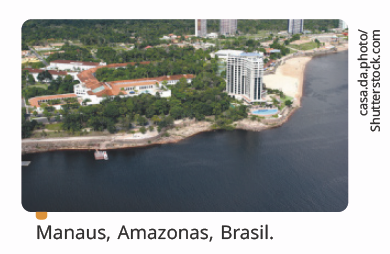 casa.da.photo/
Shutterstock.com
Manaus, Amazonas, Brasil.